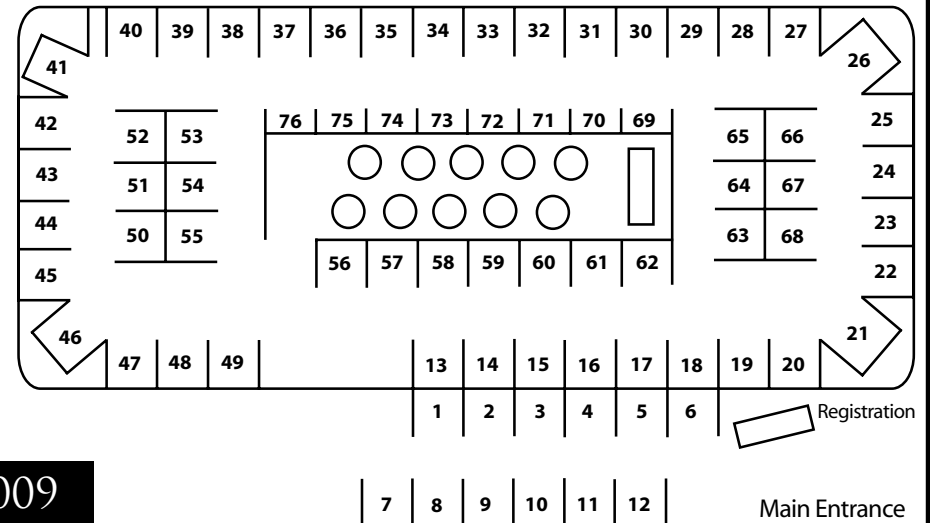 40 39 38 37 36 35 34 33 32 31 30 29 28 27
41 26
42 76 75 74 73 72 71 70 69 25
52 53 65 66
43 24
51 54 64 67
44 23
50 55 63 68
56 57 58 59 60 61 62
45 22
46 21
47 48 49 13 14 15 16 17 18 19 20
1 2 3 4 5 6 Registration
009
7 8 9 10 11 12 Main Entrance